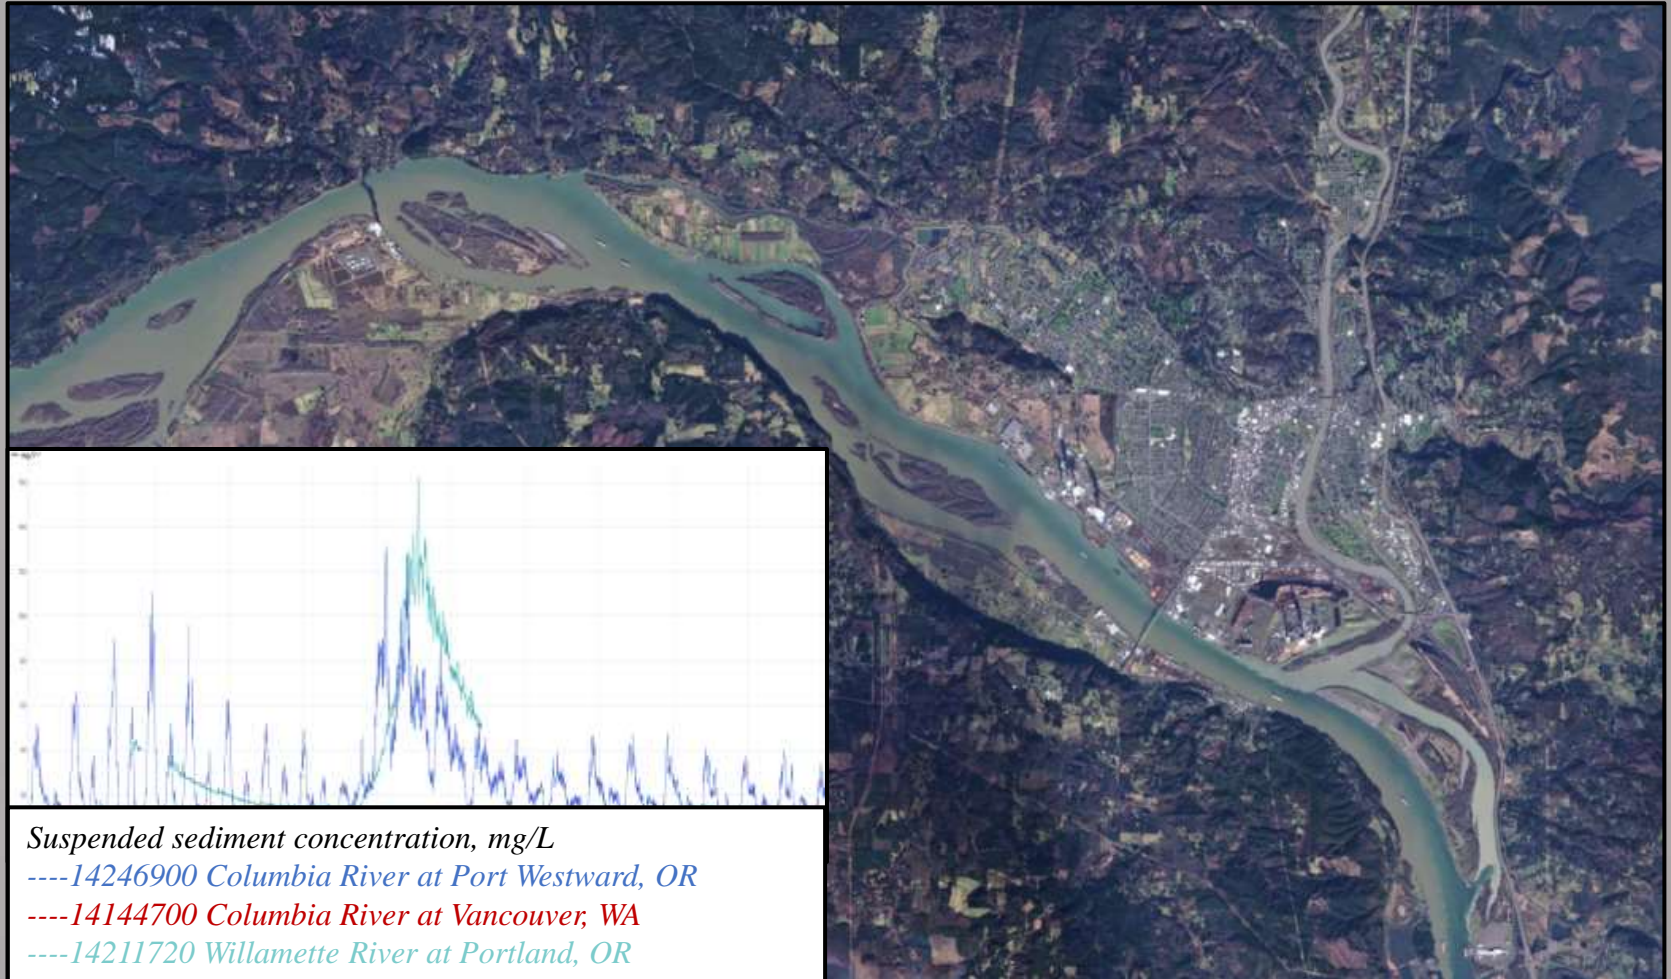 Suspended sediment concentration, mg/L
----14246900 Columbia River at Port Westward, OR
----14144700 Columbia River at Vancouver, WA
----14211720 Willamette River at Portland, OR